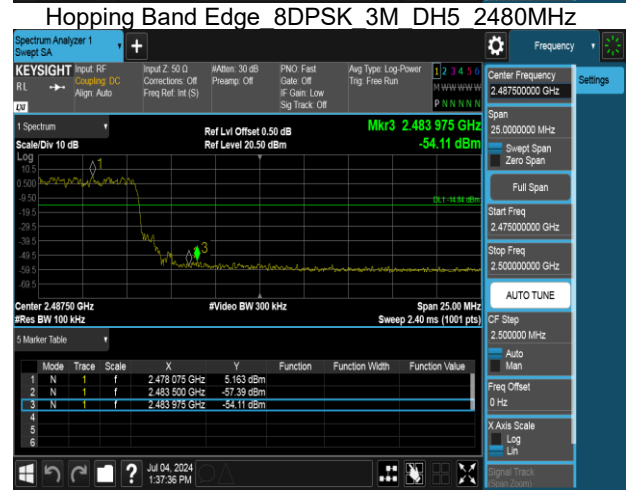 Hopping Band Edge_8DPSK_3M_DH5_2480MHz
Spectrum Analyzer 1
Swept SA
+
Frequency
KEYSIGHT
RL
LXI
Input: RF
Coupling: DC
Align: Auto
Input Z: 50 Ω
Corrections: Off
Freq Ref: Int (S)
#Atten: 30 dB
Preamp: Off
PNO: Fast
Gate: Off
IF Gain: Low
Sig Track: Off
Avg Type: Log-Power
Trig: Free Run
1 2 3 4 5 6
M W W W W W
P N N N N N
1 Spectrum
Scale/Div 10 dB
Ref Lvl Offset 0.50 dB
Ref Level 20.50 dBm
Mkr3 2.483 975 GHz
-54.11 dBm
Log
10.5
0.500
-9.50
-19.5
-29.5
-39.5
-49.5
-59.5
-69.5
1
3
DL1 -14.84 dBm
Center 2.48750 GHz
#Res BW 100 kHz
#Video BW 300 kHz
Span 25.00 MHz
Sweep 2.40 ms (1001 pts)
5 Marker Table
Mode Trace Scale X Y Function Function Width Function Value
1 N 1 f 2.478 075 GHz 5.163 dBm
2 N 1 f 2.483 500 GHz -57.39 dBm
3 N 1 f 2.483 975 GHz -54.11 dBm
4
5
6
Center Frequency
2.487500000 GHz
Settings
Span
25.0000000 MHz
Swept Span
Zero Span
Full Span
Start Freq
2.475000000 GHz
Stop Freq
2.500000000 GHz
AUTO TUNE
CF Step
2.500000 MHz
Auto
Man
Freq Offset
0 Hz
X Axis Scale
Log
Lin
Signal Track
(Span Zoom)
?
Jul 04, 2024
1:37:36 PM